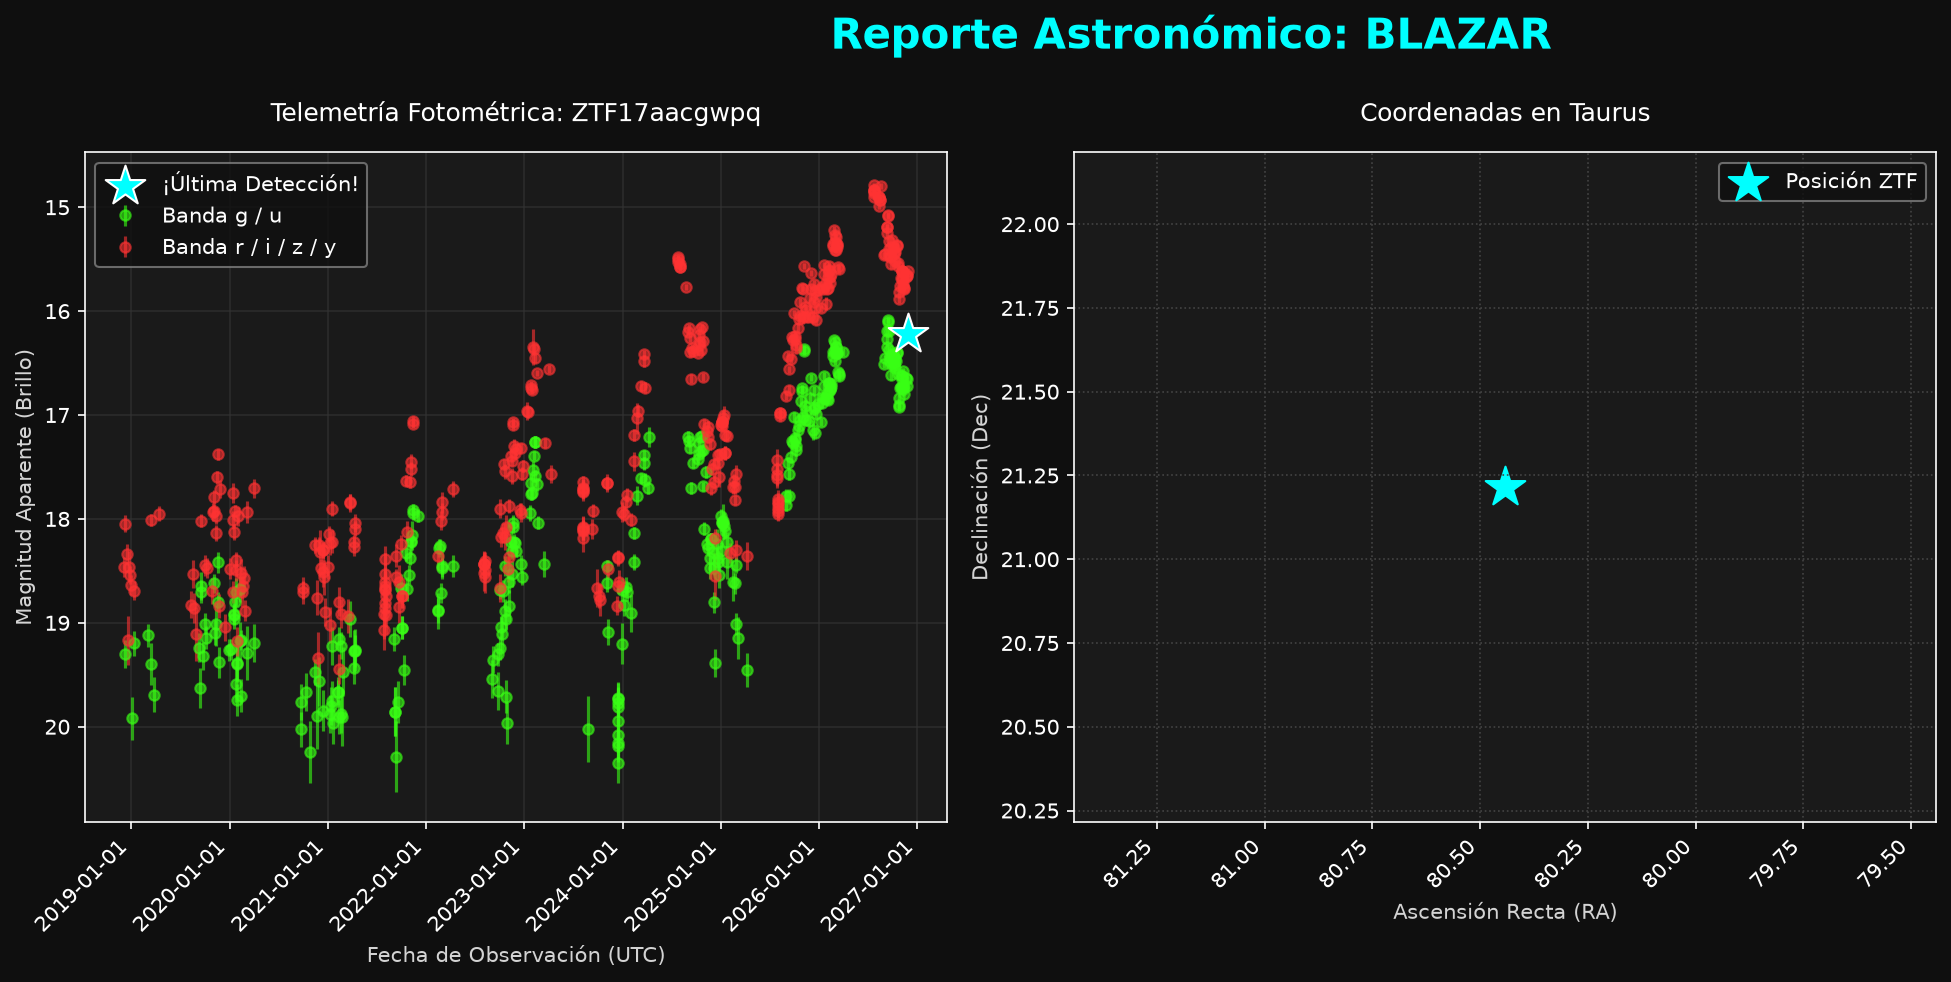 Reporte Astronómico: BLAZAR
Telemetría Fotométrica: ZTF17aacgwpq
¡Última Detección!
Banda g / u
Banda r / i / z / y
15
16
17
18
19
20
Magnitud Aparente (Brillo)
2019-01-01
2020-01-01
2021-01-01
2022-01-01
2023-01-01
2024-01-01
2025-01-01
2026-01-01
2027-01-01
Fecha de Observación (UTC)
Coordenadas en Taurus
Posición ZTF
22.00
21.75
21.50
21.25
21.00
20.75
20.50
20.25
Declinación (Dec)
81.25
81.00
80.75
80.50
80.25
80.00
79.75
79.50
Ascensión Recta (RA)